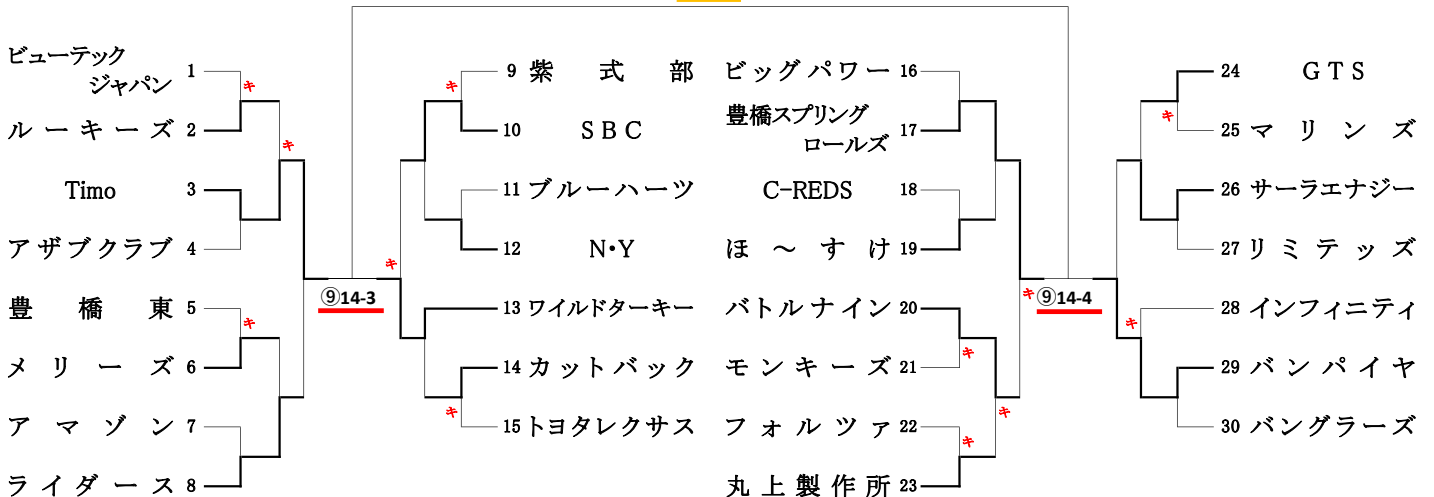 ビューテック
ジャパン 1
キ
ルーキーズ 2
キ
Timo 3
アザブクラブ 4
豊橋東 5
キ
メリーズ 6
アマゾン 7
ライダース 8
⑨14-3
9 紫式部
キ
10 SBC
11 ブルーハーツ
12 N・Y
キ
13 ワイルドターキー
14 カットバック
キ
15 トヨタレクサス
ビッグパワー 16
豊橋スプリング
ロールズ 17
C-REDS 18
ほ～すけ 19
キ
バトルナイン 20
キ
モンキーズ 21
キ
フォルツァ 22
キ
丸上製作所 23
⑨14-4
24 GTS
キ
25 マリンズ
26 サーラエナジー
27 リミテッズ
28 インフィニティ
キ
29 バンパイヤ
30 バングラーズ